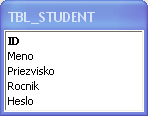 TBL_STUDENT
ID
Meno
Priezvisko
Rocnik
Heslo